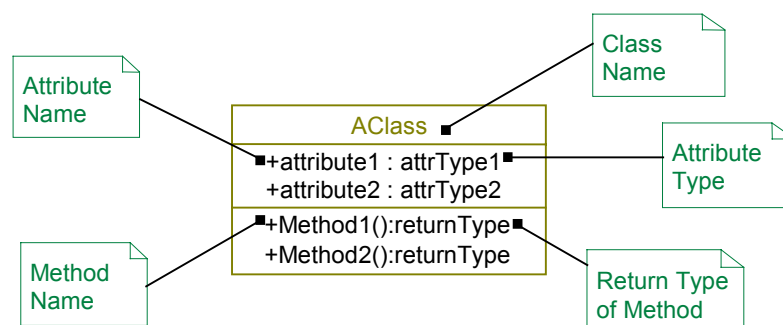 Class
Name
Attribute
Name
AClass
+attribute1 : attrType1
+attribute2 : attrType2
Attribute
Type
+Method1():returnType
+Method2():returnType
Method
Name
Return Type
of Method